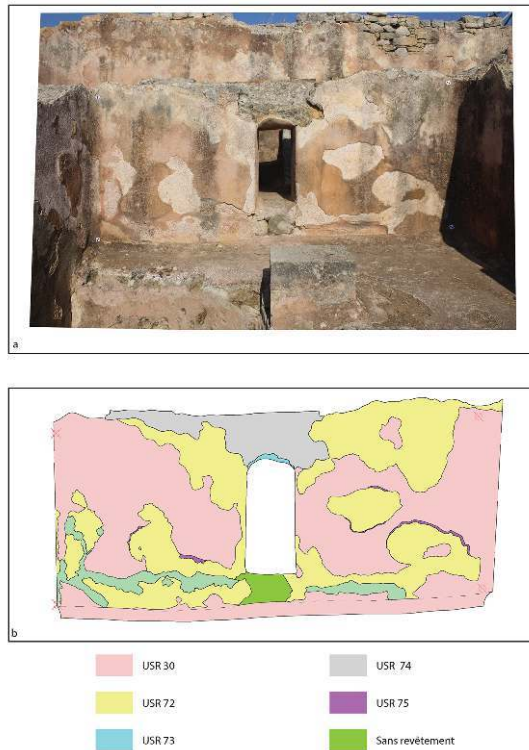 a
b
USR 30
USR 74
USR 72
USR 75
USR 73
Sans revêtement